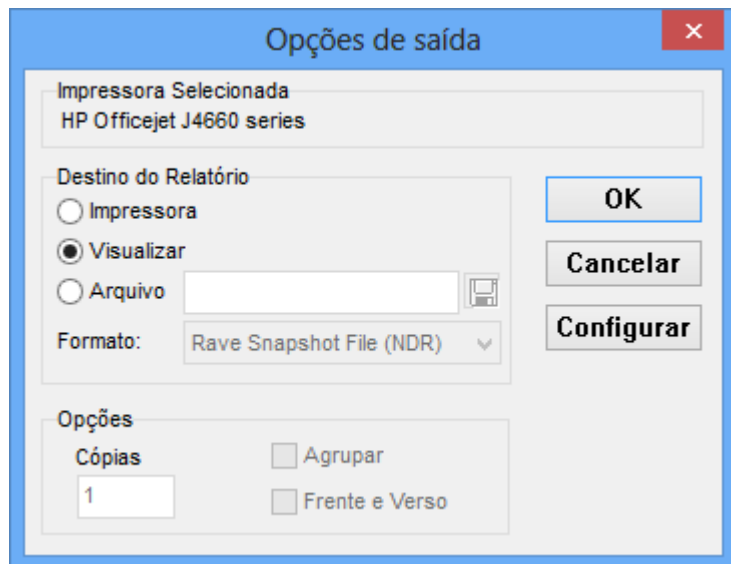 Opções de saída
Impressora Selecionada
HP Officejet J4660 series
Destino do Relatório
Impressora
Visualizar
Arquivo
Formato: Rave Snapshot File (NDR)
OK
Cancelar
Configurar
Opções
Cópias
1
Agrupar
Frente e Verso